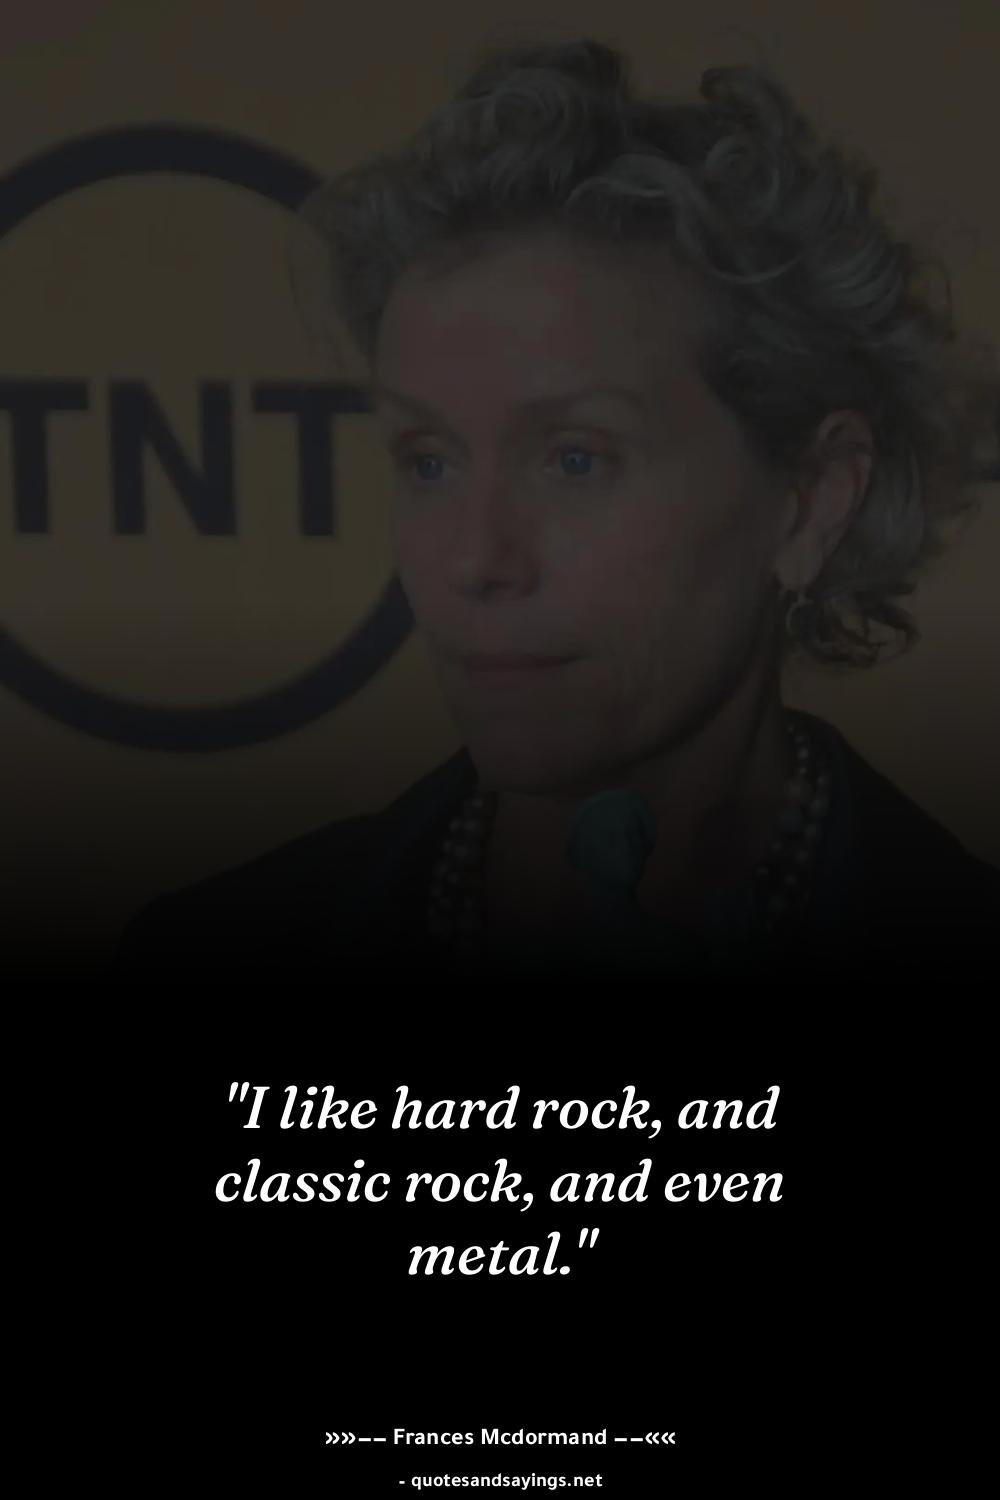 TNT
"I like hard rock, and
classic rock, and even
metal."
»»–– Frances Mcdormand ––««
- quotesandsayings.net